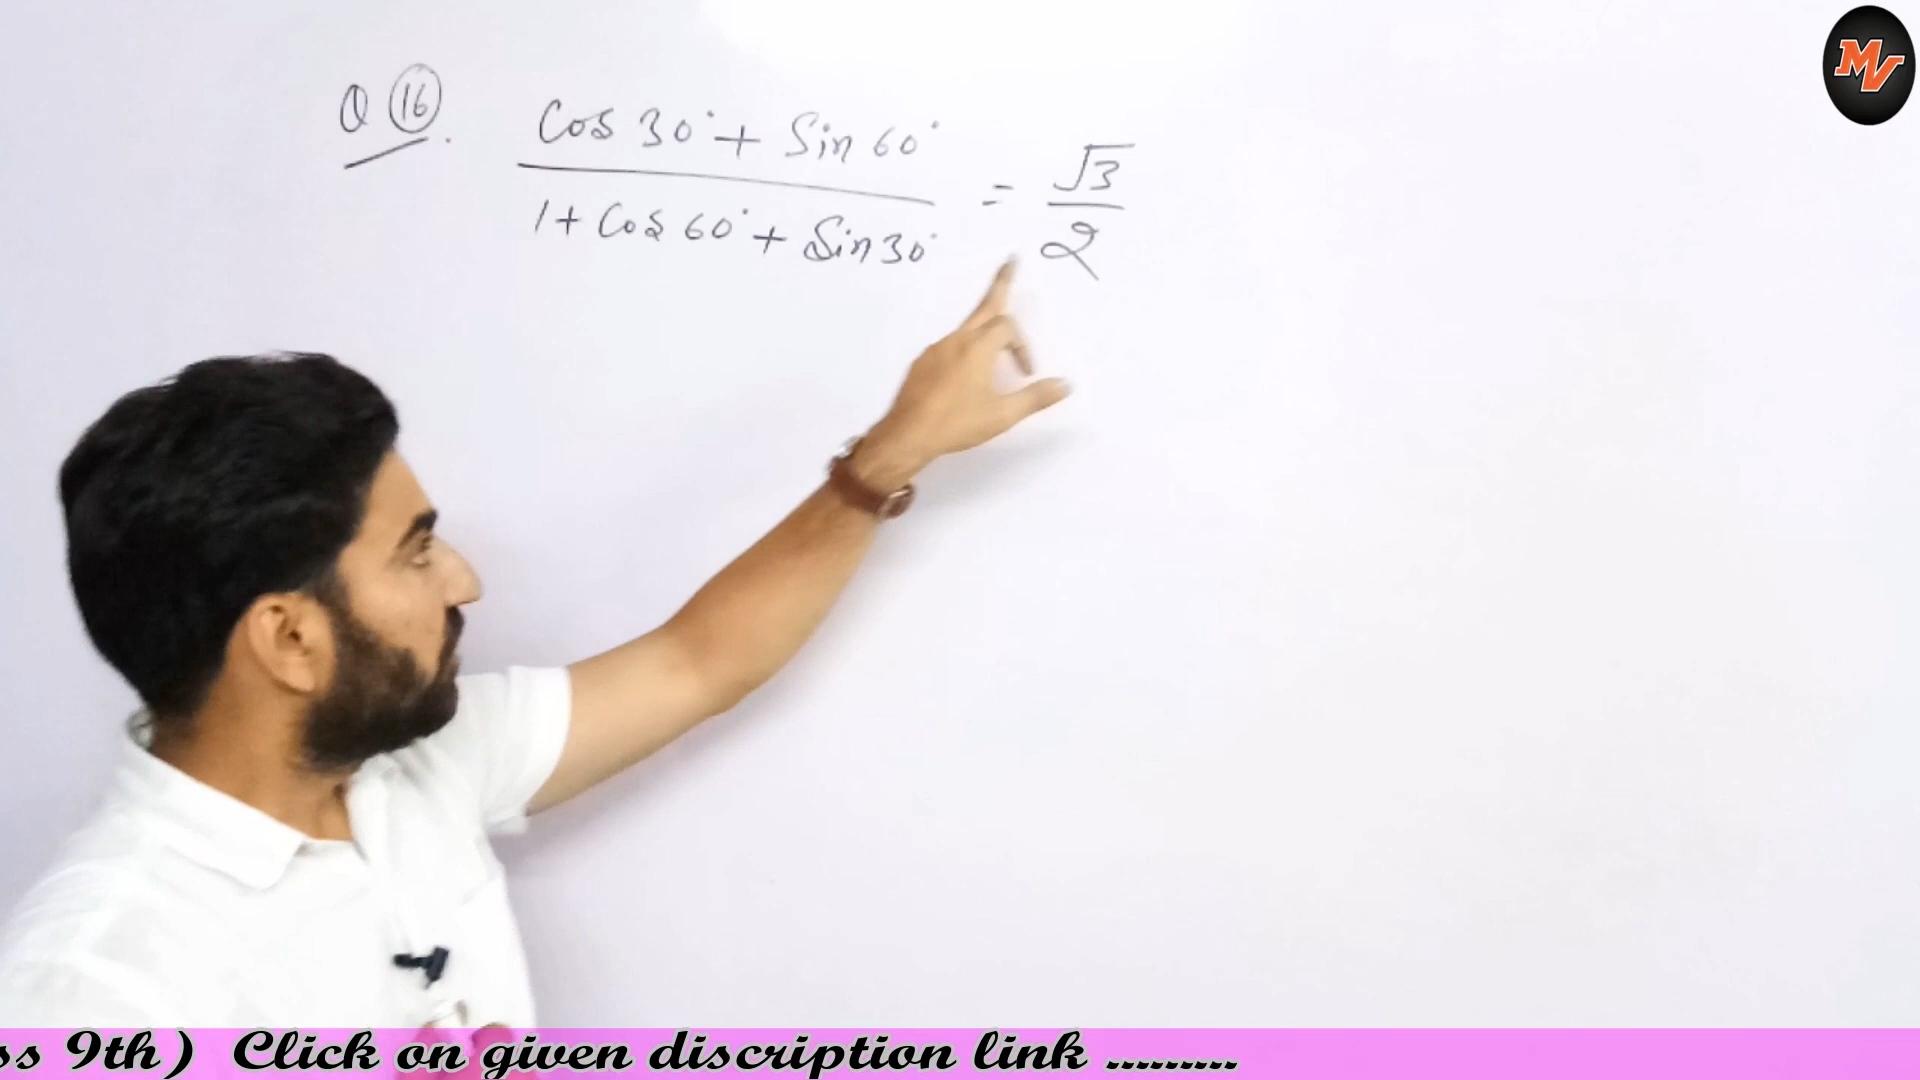 MV
Q 16. cos 30° + Sin 60° / 1 + Cos 60° + Sin 30° = √3 / 2
ss 9th) Click on given discription link .........